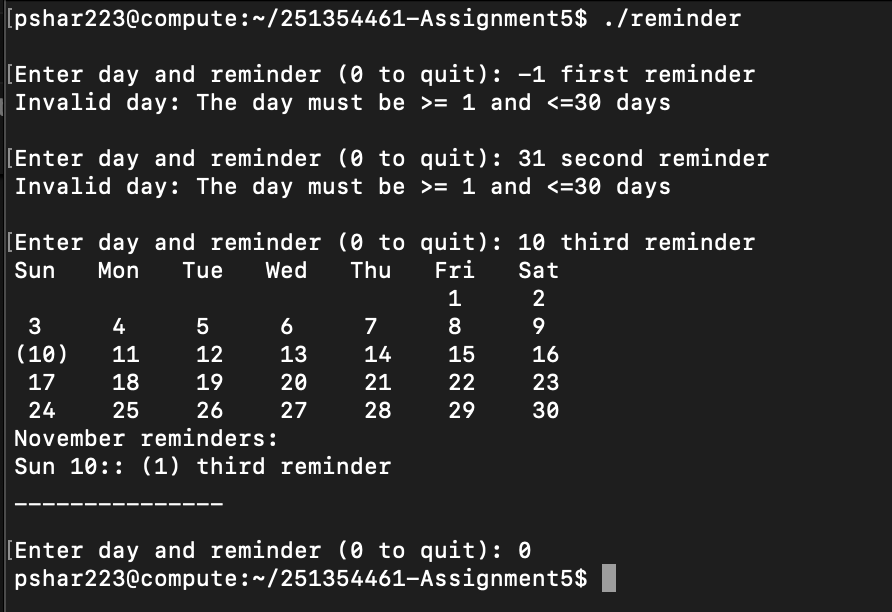 [pshar223@compute:~/251354461-Assignment5$ ./reminder
[Enter day and reminder (0 to quit): -1 first reminder
Invalid day: The day must be >= 1 and <=30 days
[Enter day and reminder (0 to quit): 31 second reminder
Invalid day: The day must be >= 1 and <=30 days
[Enter day and reminder (0 to quit): 10 third reminder
Sun   Mon   Tue   Wed   Thu   Fri   Sat
                               1     2
 3     4     5     6     7     8     9
(10)   11    12    13    14    15    16
 17    18    19    20    21    22    23
 24    25    26    27    28    29    30
November reminders:
Sun 10:: (1) third reminder
---------------
[Enter day and reminder (0 to quit): 0
pshar223@compute:~/251354461-Assignment5$